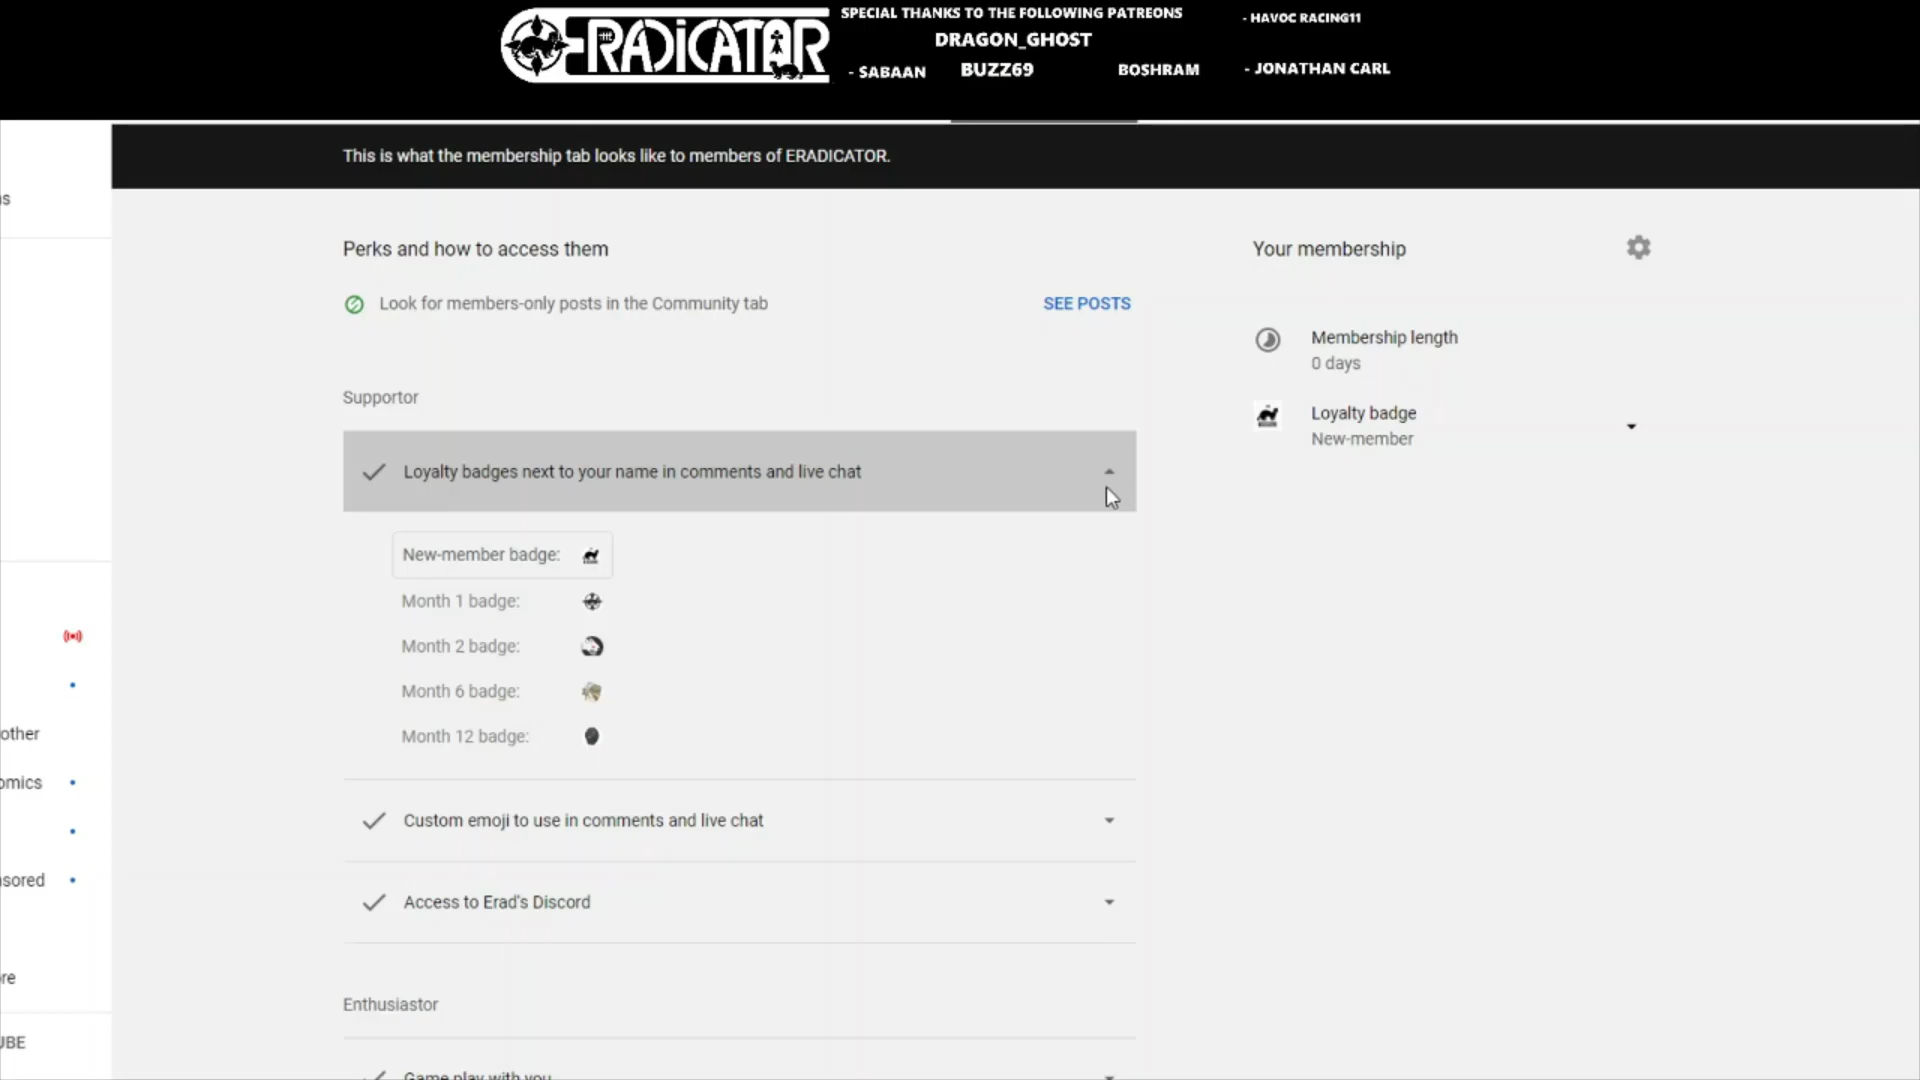 ERADICATOR
SPECIAL THANKS TO THE FOLLOWING PATREONS
- HAVOC RACING11
DRAGON_GHOST
- SABAAN
BUZZ69
BOSHRAM
- JONATHAN CARL
This is what the membership tab looks like to members of ERADICATOR.
Perks and how to access them
Look for members-only posts in the Community tab
SEE POSTS
Supportor
Loyalty badges next to your name in comments and live chat
New-member badge:
Month 1 badge:
Month 2 badge:
Month 6 badge:
Month 12 badge:
Custom emoji to use in comments and live chat
Access to Erad's Discord
Enthusiastor
Game play with you
Your membership
Membership length
0 days
Loyalty badge
New-member
s
other
omics
sored
re
UBE